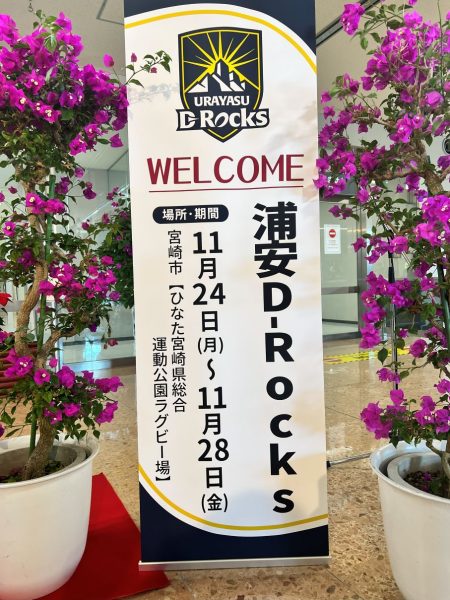 URAYASU
D-Rocks
WELCOME
浦安D-Rocks
場所・期間
11月24日(月)～11月28日(金)
宮崎市【ひなた宮崎県総合
運動公園ラグビー場】